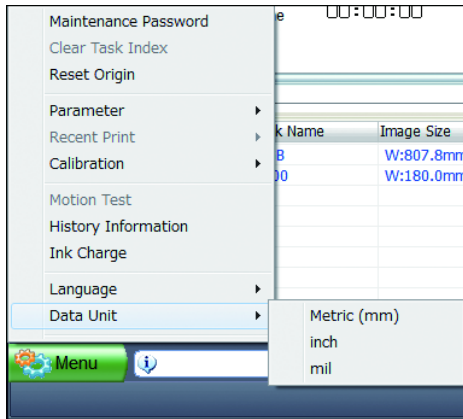 Maintenance Password
Clear Task Index
Reset Origin
Parameter
Recent Print
Calibration
Motion Test
History Information
Ink Charge
Language
Data Unit
Menu
00:00:00
Name
Image Size
W:807.8mm
W:180.0mm
Metric (mm)
inch
mil